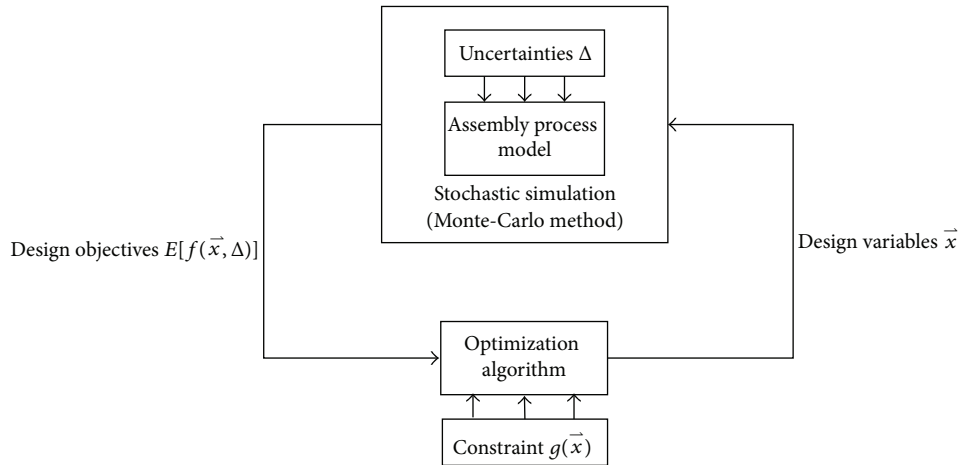 Uncertainties Δ
Assembly process
model
Stochastic simulation
(Monte-Carlo method)
Design objectives E[f(x⃗, Δ)]
Design variables x⃗
Optimization
algorithm
Constraint g(x⃗)